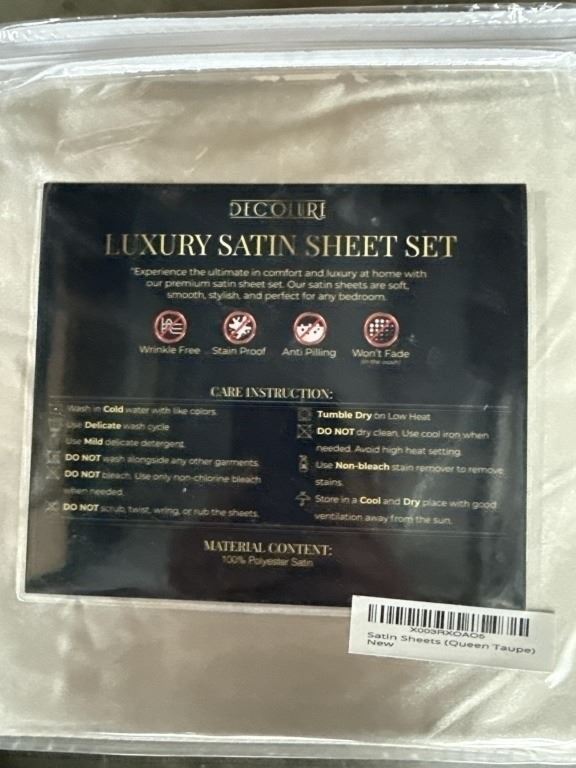 DECOLURE
LUXURY SATIN SHEET SET
"Experience the ultimate in comfort and luxury at home with
our premium satin sheet set. Our satin sheets are soft,
smooth, stylish, and perfect for any bedroom.
Wrinkle Free Stain Proof Anti Pilling Won't Fade
(in the wash)
CARE INSTRUCTION:
Wash in Cold water with like colors.
Use Delicate wash cycle
Use Mild delicate detergent.
DO NOT wash alongside any other garments.
DO NOT bleach. Use only non-chlorine bleach
when needed.
DO NOT scrub, twist, wring, or rub the sheets.
Tumble Dry on Low Heat
DO NOT dry clean. Use cool iron when
needed. Avoid high heat setting.
Use Non-bleach stain remover to remove
stains.
Store in a Cool and Dry place with good
ventilation away from the sun.
MATERIAL CONTENT:
100% Polyester Satin
X003RXOAO5
Satin Sheets (Queen Taupe)
New